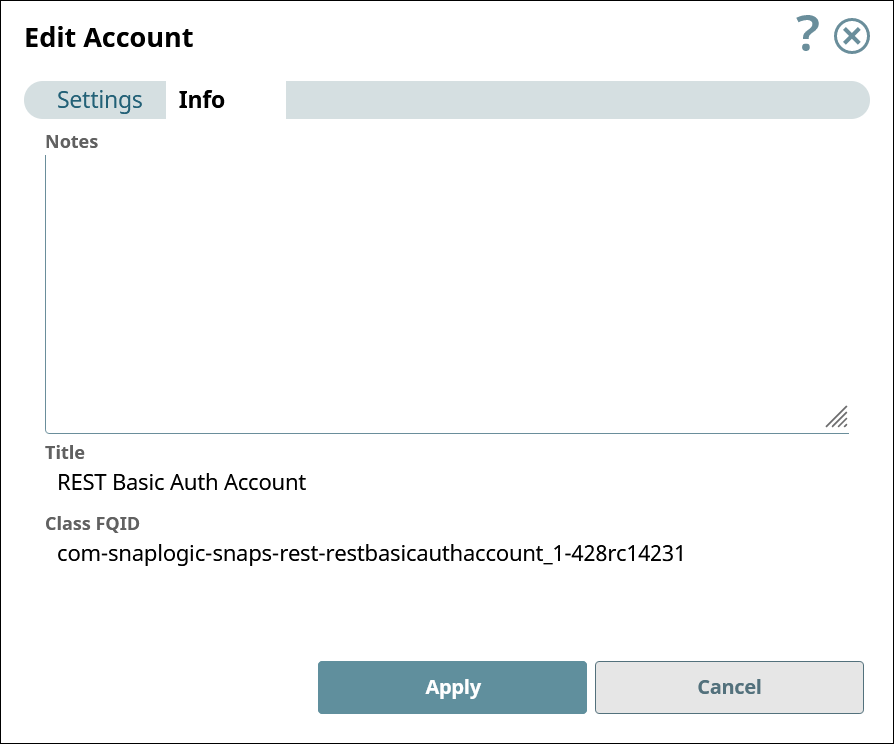 Edit Account
?
Settings Info
Notes
Title
REST Basic Auth Account
Class FQID
com-snaplogic-snaps-rest-restbasicauthaccount_1-428rc14231
Apply Cancel